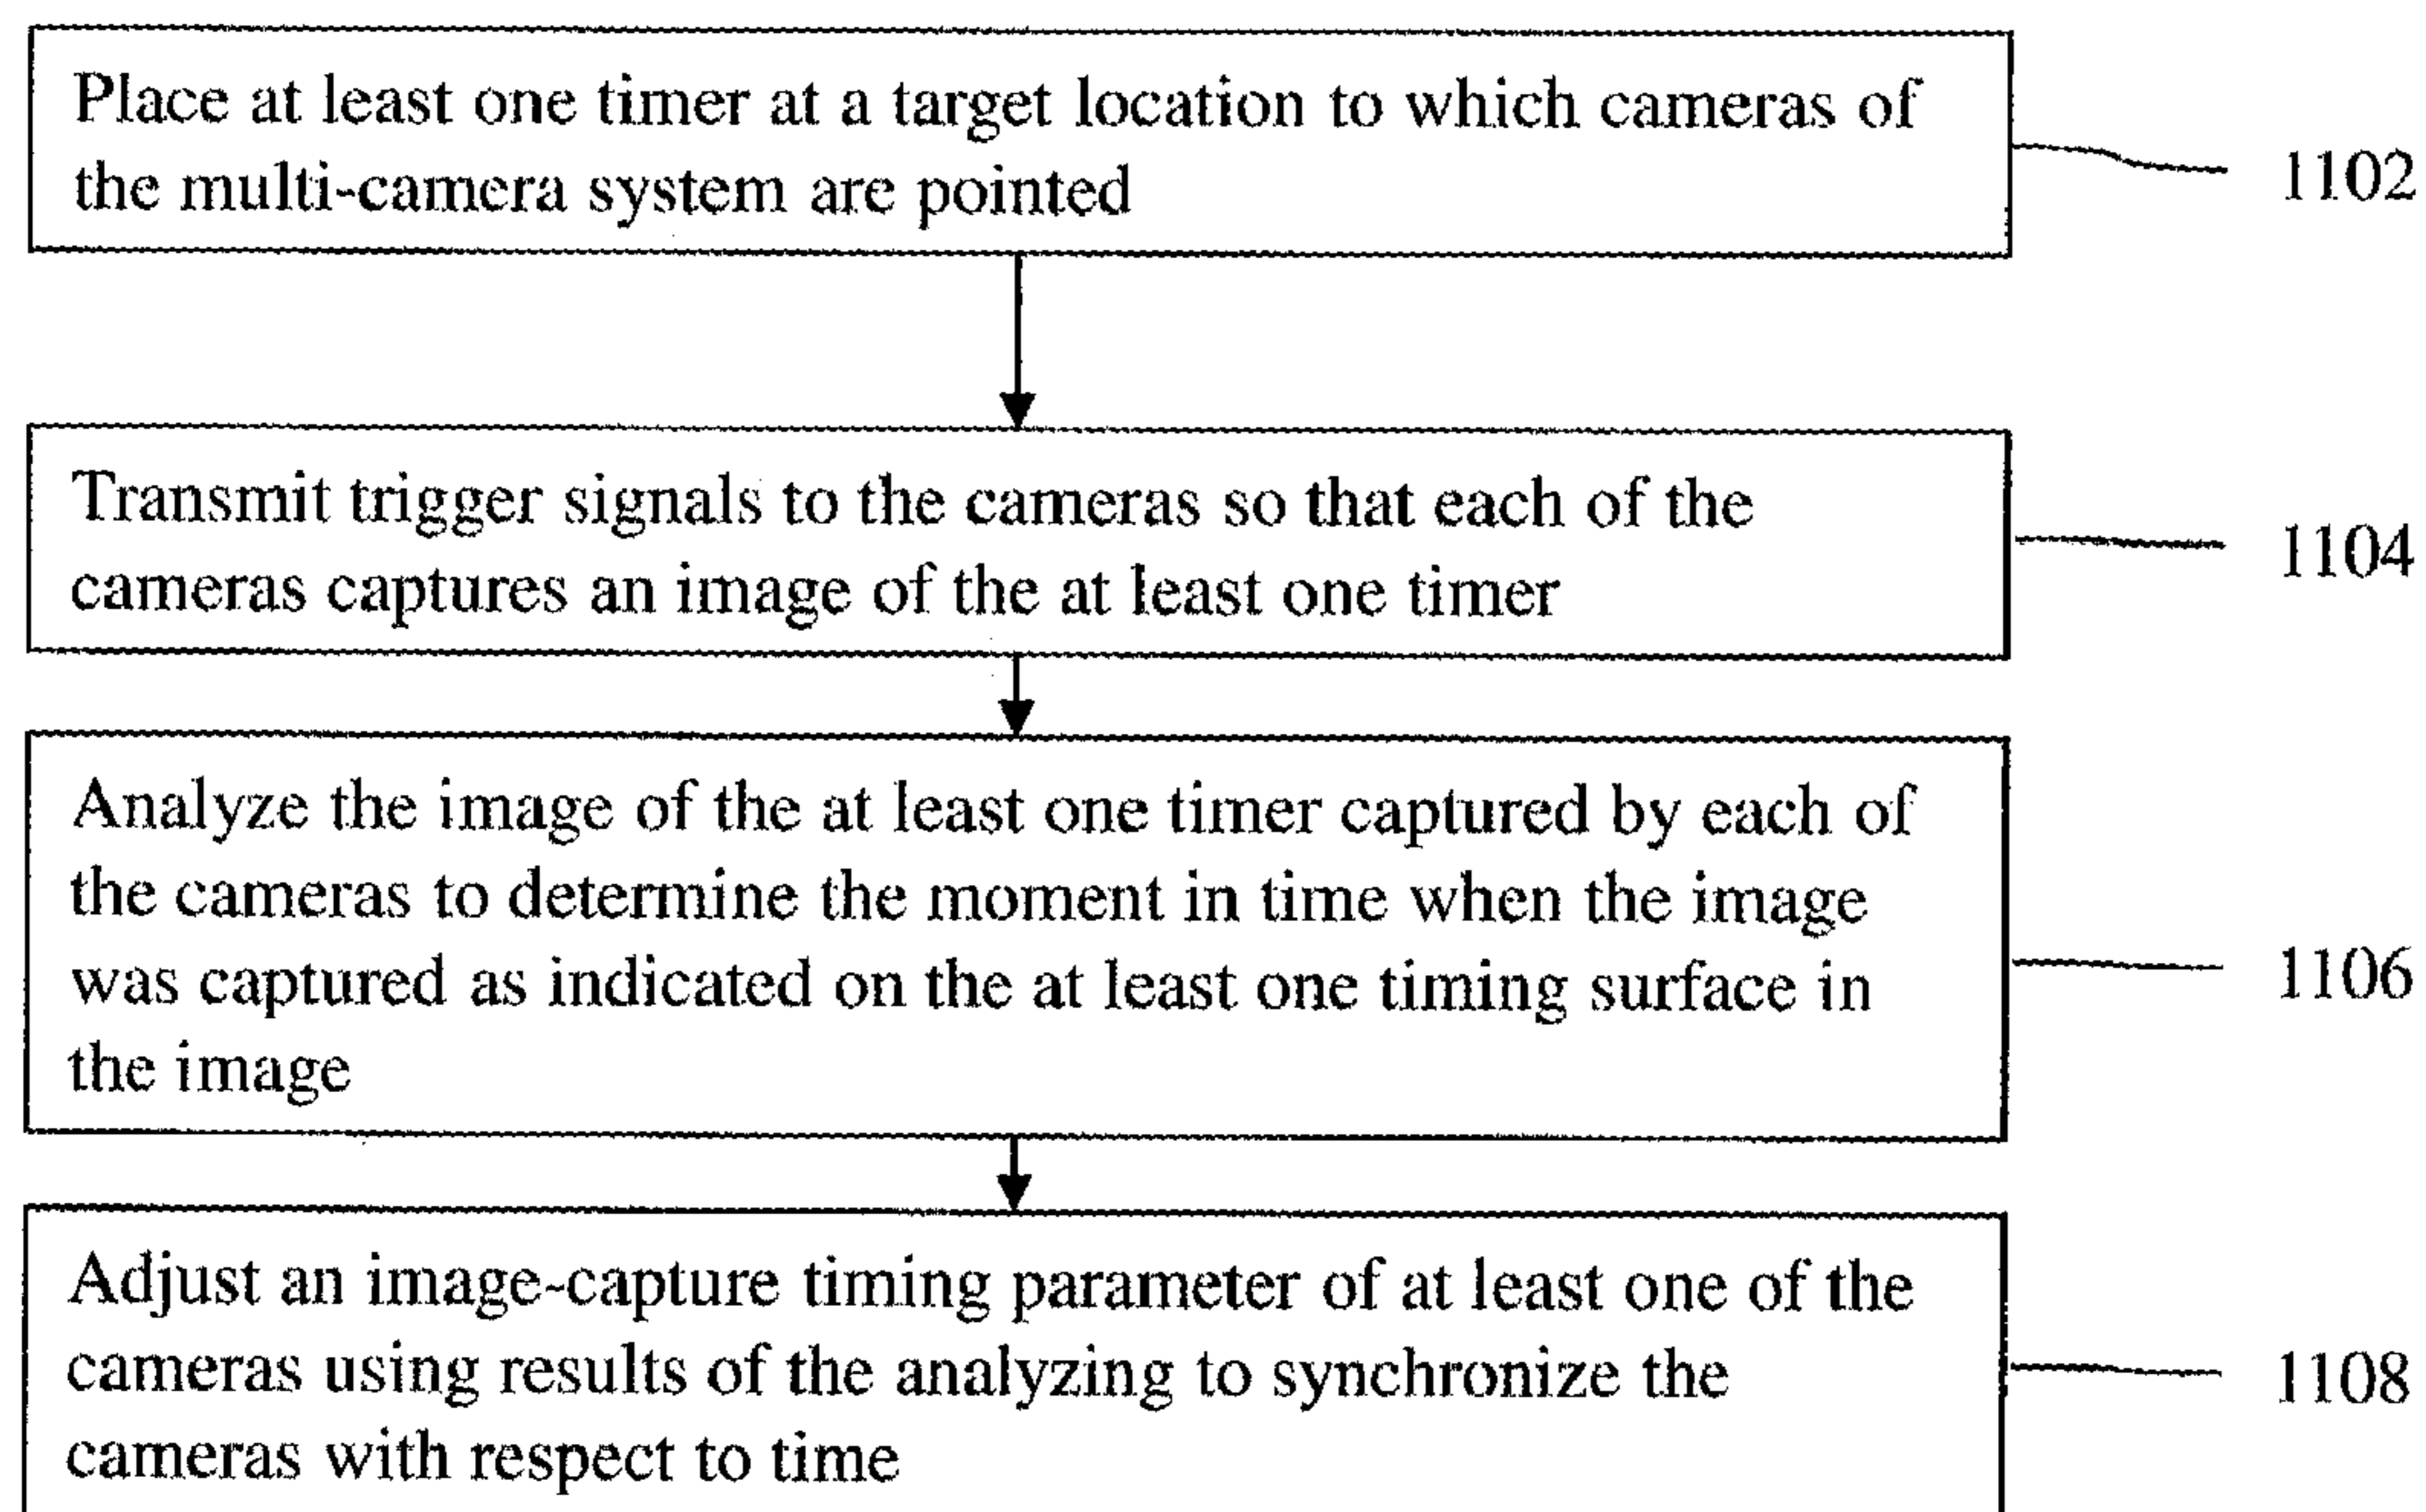 Place at least one timer at a target location to which cameras of
the multi-camera system are pointed
1102
Transmit trigger signals to the cameras so that each of the
cameras captures an image of the at least one timer
1104
Analyze the image of the at least one timer captured by each of
the cameras to determine the moment in time when the image
was captured as indicated on the at least one timing surface in
the image
1106
Adjust an image-capture timing parameter of at least one of the
cameras using results of the analyzing to synchronize the
cameras with respect to time
1108